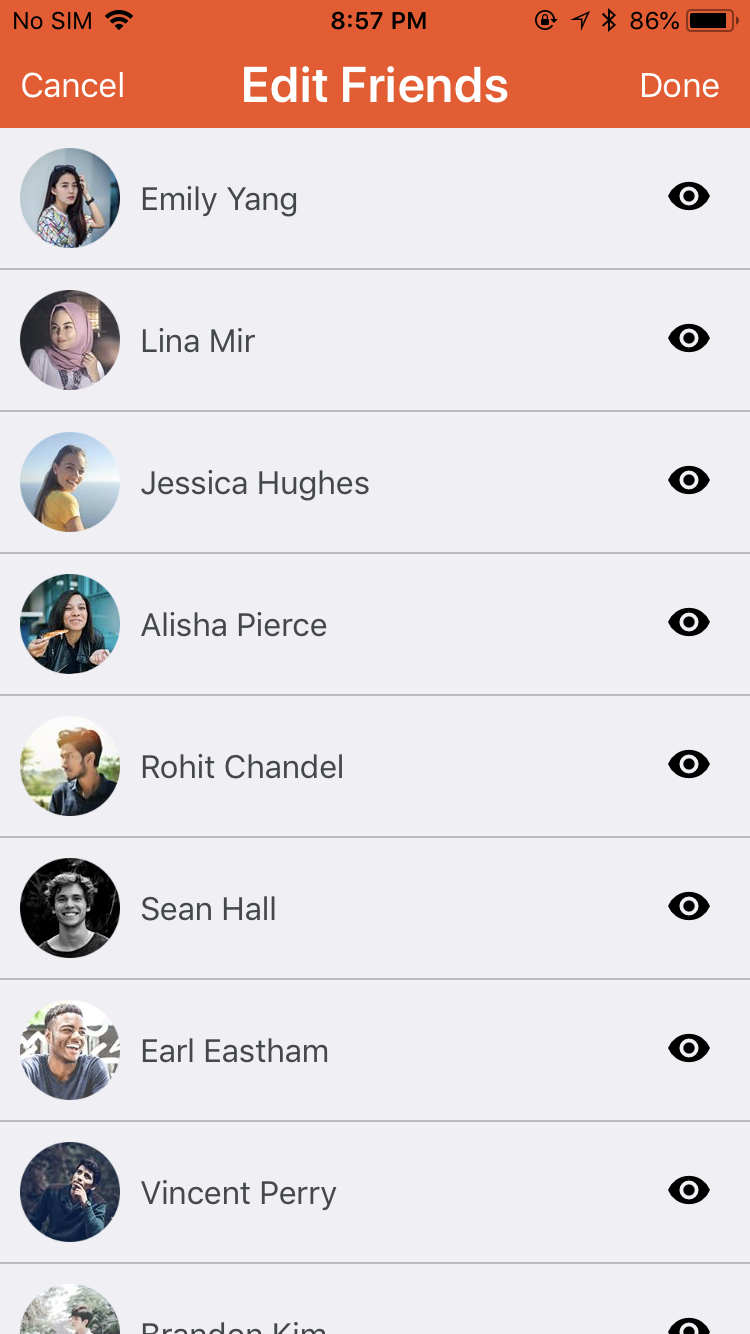 No SIM 8:57 PM 86%
Cancel Edit Friends Done
Emily Yang
Lina Mir
Jessica Hughes
Alisha Pierce
Rohit Chandel
Sean Hall
Earl Eastham
Vincent Perry
Brandon Kim